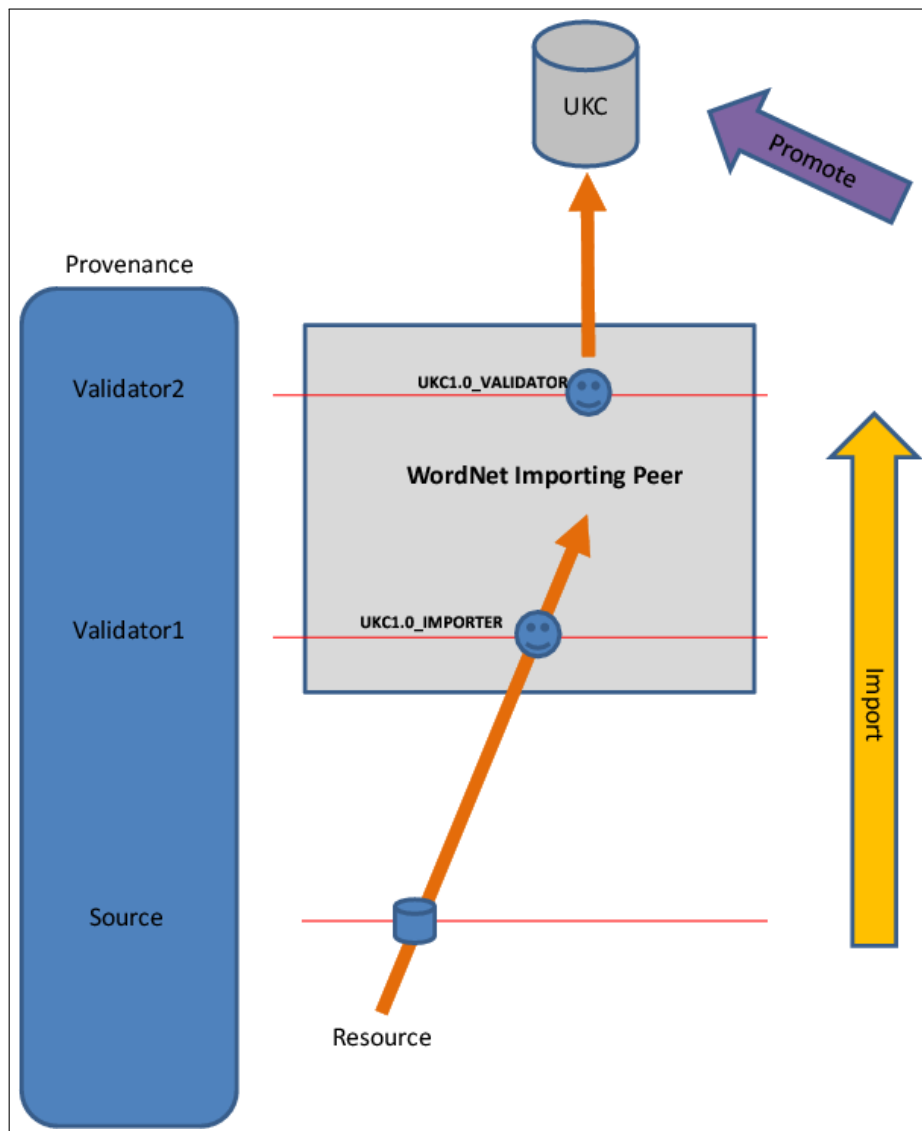 UKC
Promote
Provenance
Validator2
UKC1.0_VALIDATOR
WordNet Importing Peer
Validator1
UKC1.0_IMPORTER
Import
Source
Resource